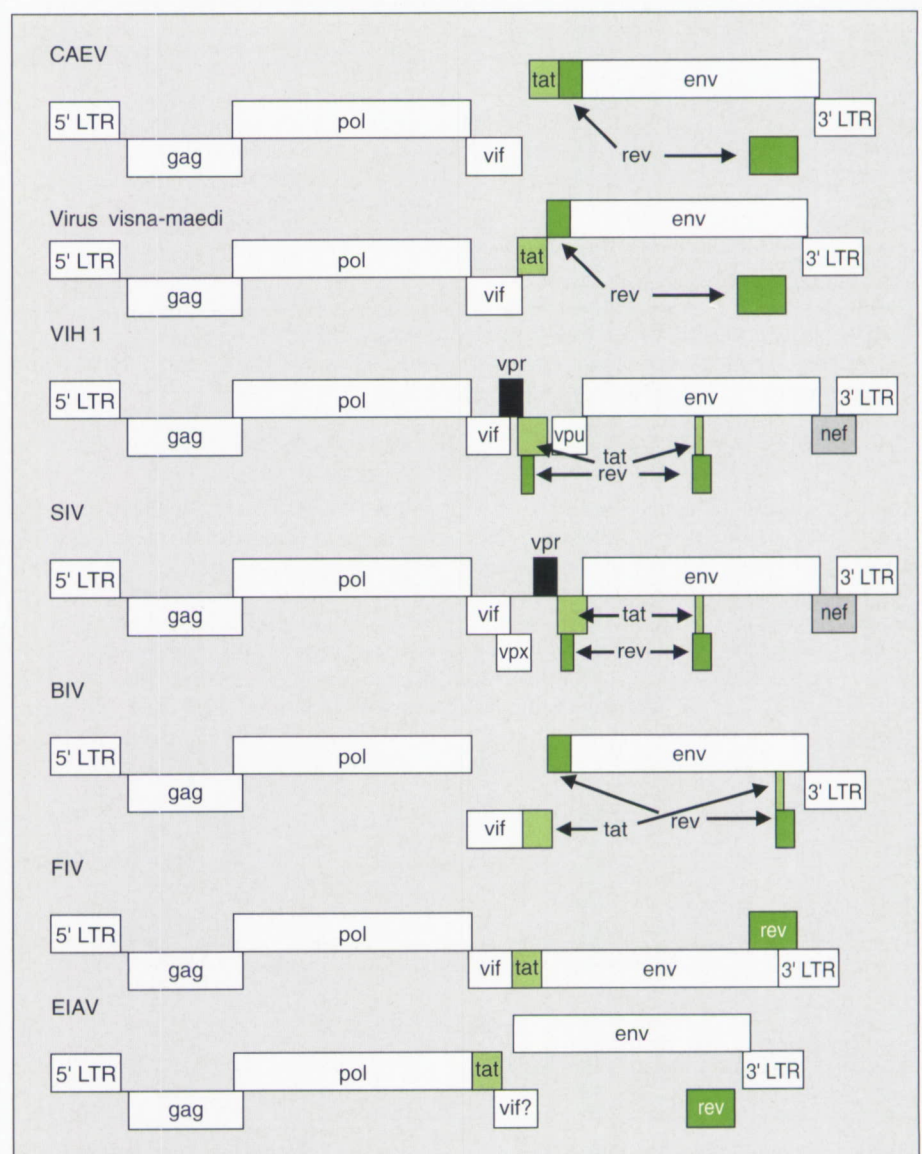 CAEV
tat env
5' LTR pol 3' LTR
gag vif rev
Virus visna-maedi
env
5' LTR pol tat 3' LTR
gag vif rev
VIH 1
vpr
5' LTR pol env 3' LTR
gag vif vpu nef
tat
rev
SIV
vpr
5' LTR pol env 3' LTR
gag vif tat nef
vpx rev
BIV
5' LTR pol env
gag 3' LTR
vif tat rev
FIV
5' LTR pol rev
gag vif tat env 3' LTR
EIAV
env
5' LTR pol tat 3' LTR
gag vif? rev